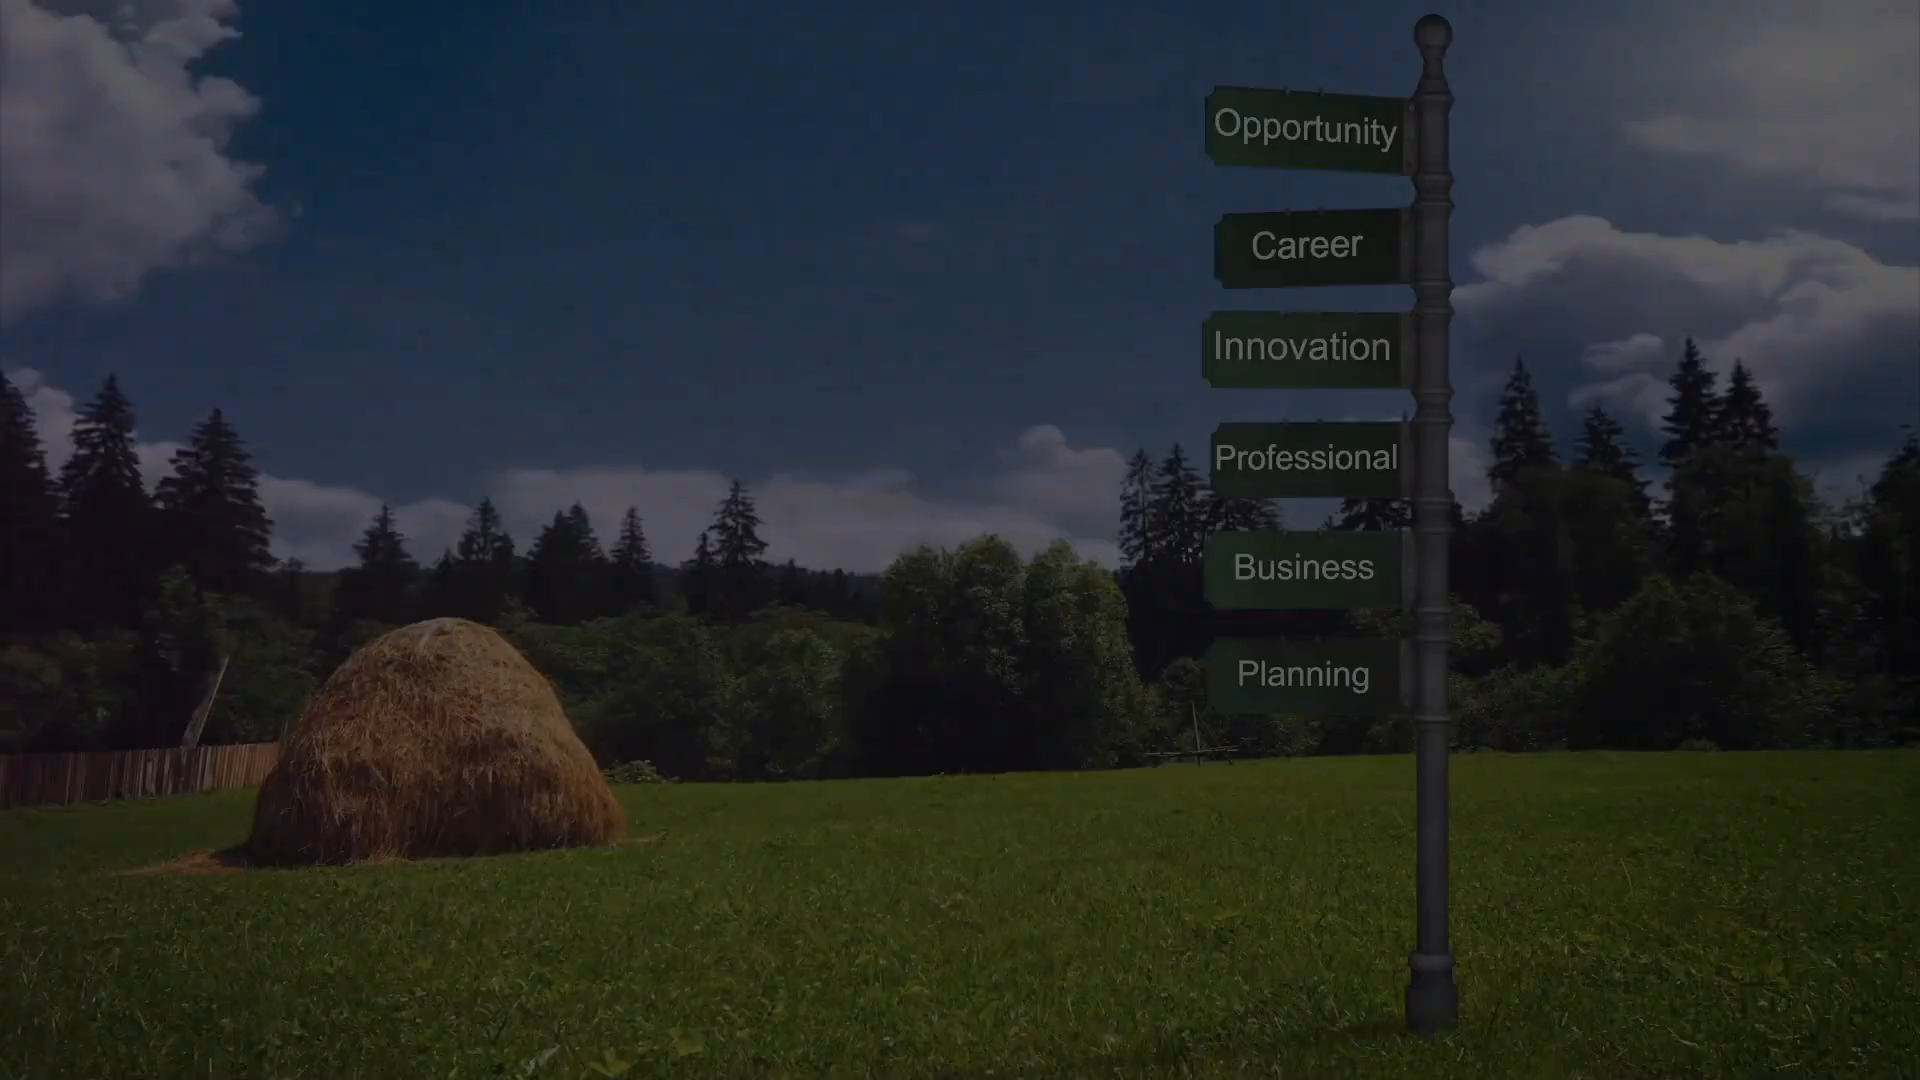 Opportunity
Career
Innovation
Professional
Business
Planning